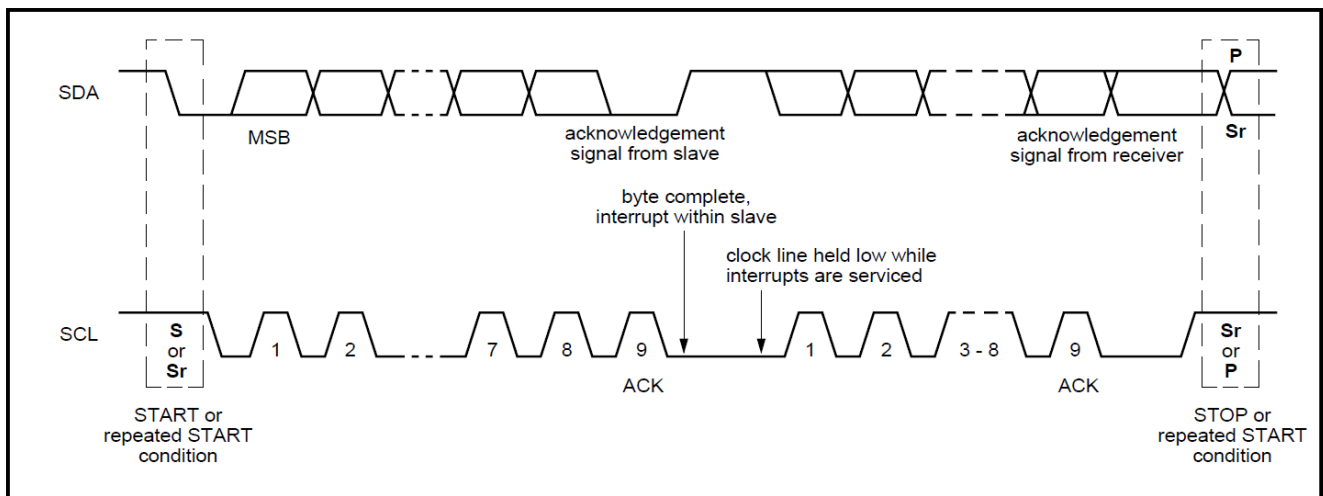 P
SDA
MSB
acknowledgement
signal from slave
acknowledgement
signal from receiver
Sr
byte complete,
interrupt within slave
clock line held low while
interrupts are serviced
SCL
S
or
Sr
1
2
7
8
9
1
2
3 - 8
9
Sr
or
P
ACK
ACK
START or
repeated START
condition
STOP or
repeated START
condition